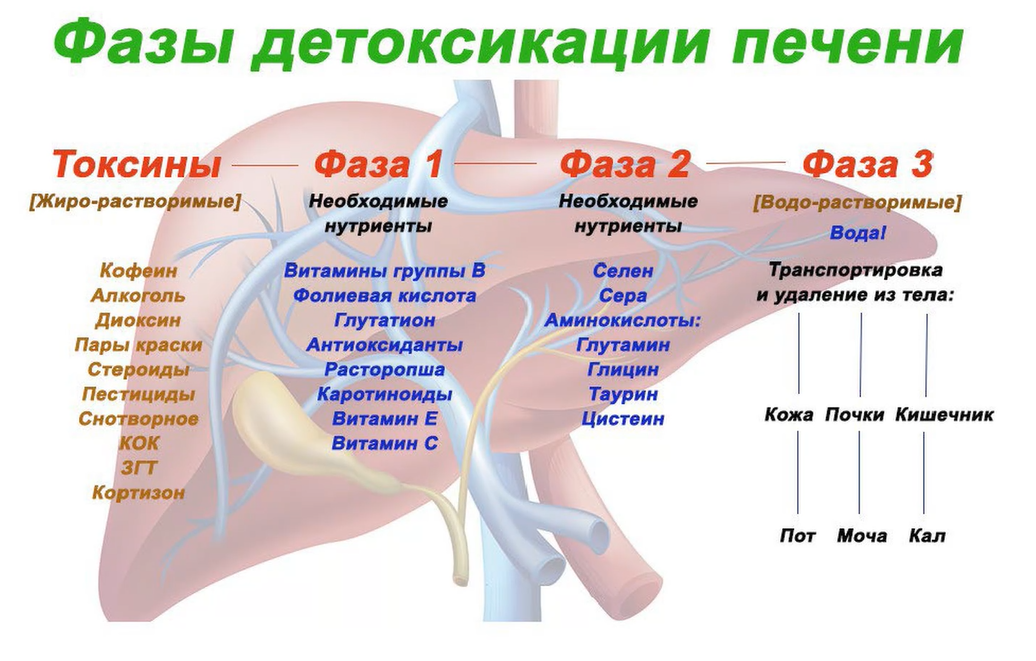 Фазы детоксикации печени
Токсины
[Жиро-растворимые]
Кофеин
Алкоголь
Диоксин
Пары краски
Стероиды
Пестициды
Снотворное
КОК
ЗГТ
Кортизон
Фаза 1
Необходимые
нутриенты
Витамины группы В
Фолиевая кислота
Глутатион
Антиоксиданты
Расторопша
Каротиноиды
Витамин Е
Витамин С
Фаза 2
Необходимые
нутриенты
Селен
Сера
Аминокислоты:
Глутамин
Глицин
Таурин
Цистеин
Фаза 3
[Водо-растворимые]
Вода!
Транспортировка
и удаление из тела:
Кожа Почки Кишечник
Пот Моча Кал